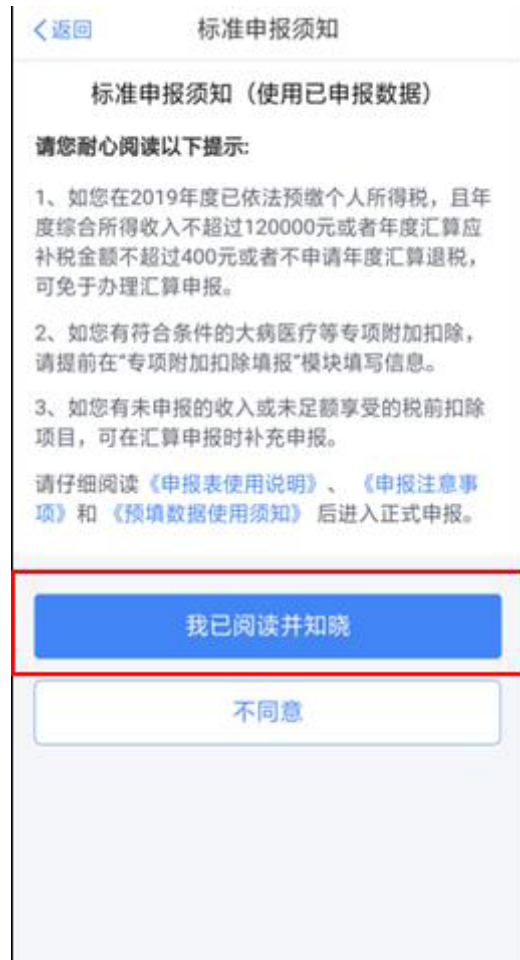 返回
标准申报须知
标准申报须知（使用已申报数据）
请您耐心阅读以下提示:
1、如您在2019年度已依法预缴个人所得税，且年
度综合所得收入不超过120000元或者年度汇算应
补税金额不超过400元或者不申请年度汇算退税，
可免于办理汇算申报。
2、如您有符合条件的大病医疗等专项附加扣除，
请提前在“专项附加扣除填报”模块填写信息。
3、如您有未申报的收入或未足额享受的税前扣除
项目，可在汇算申报时补充申报。
请仔细阅读《申报表使用说明》、《申报注意事
项》和《预填数据使用须知》后进入正式申报。
我已阅读并知晓
不同意